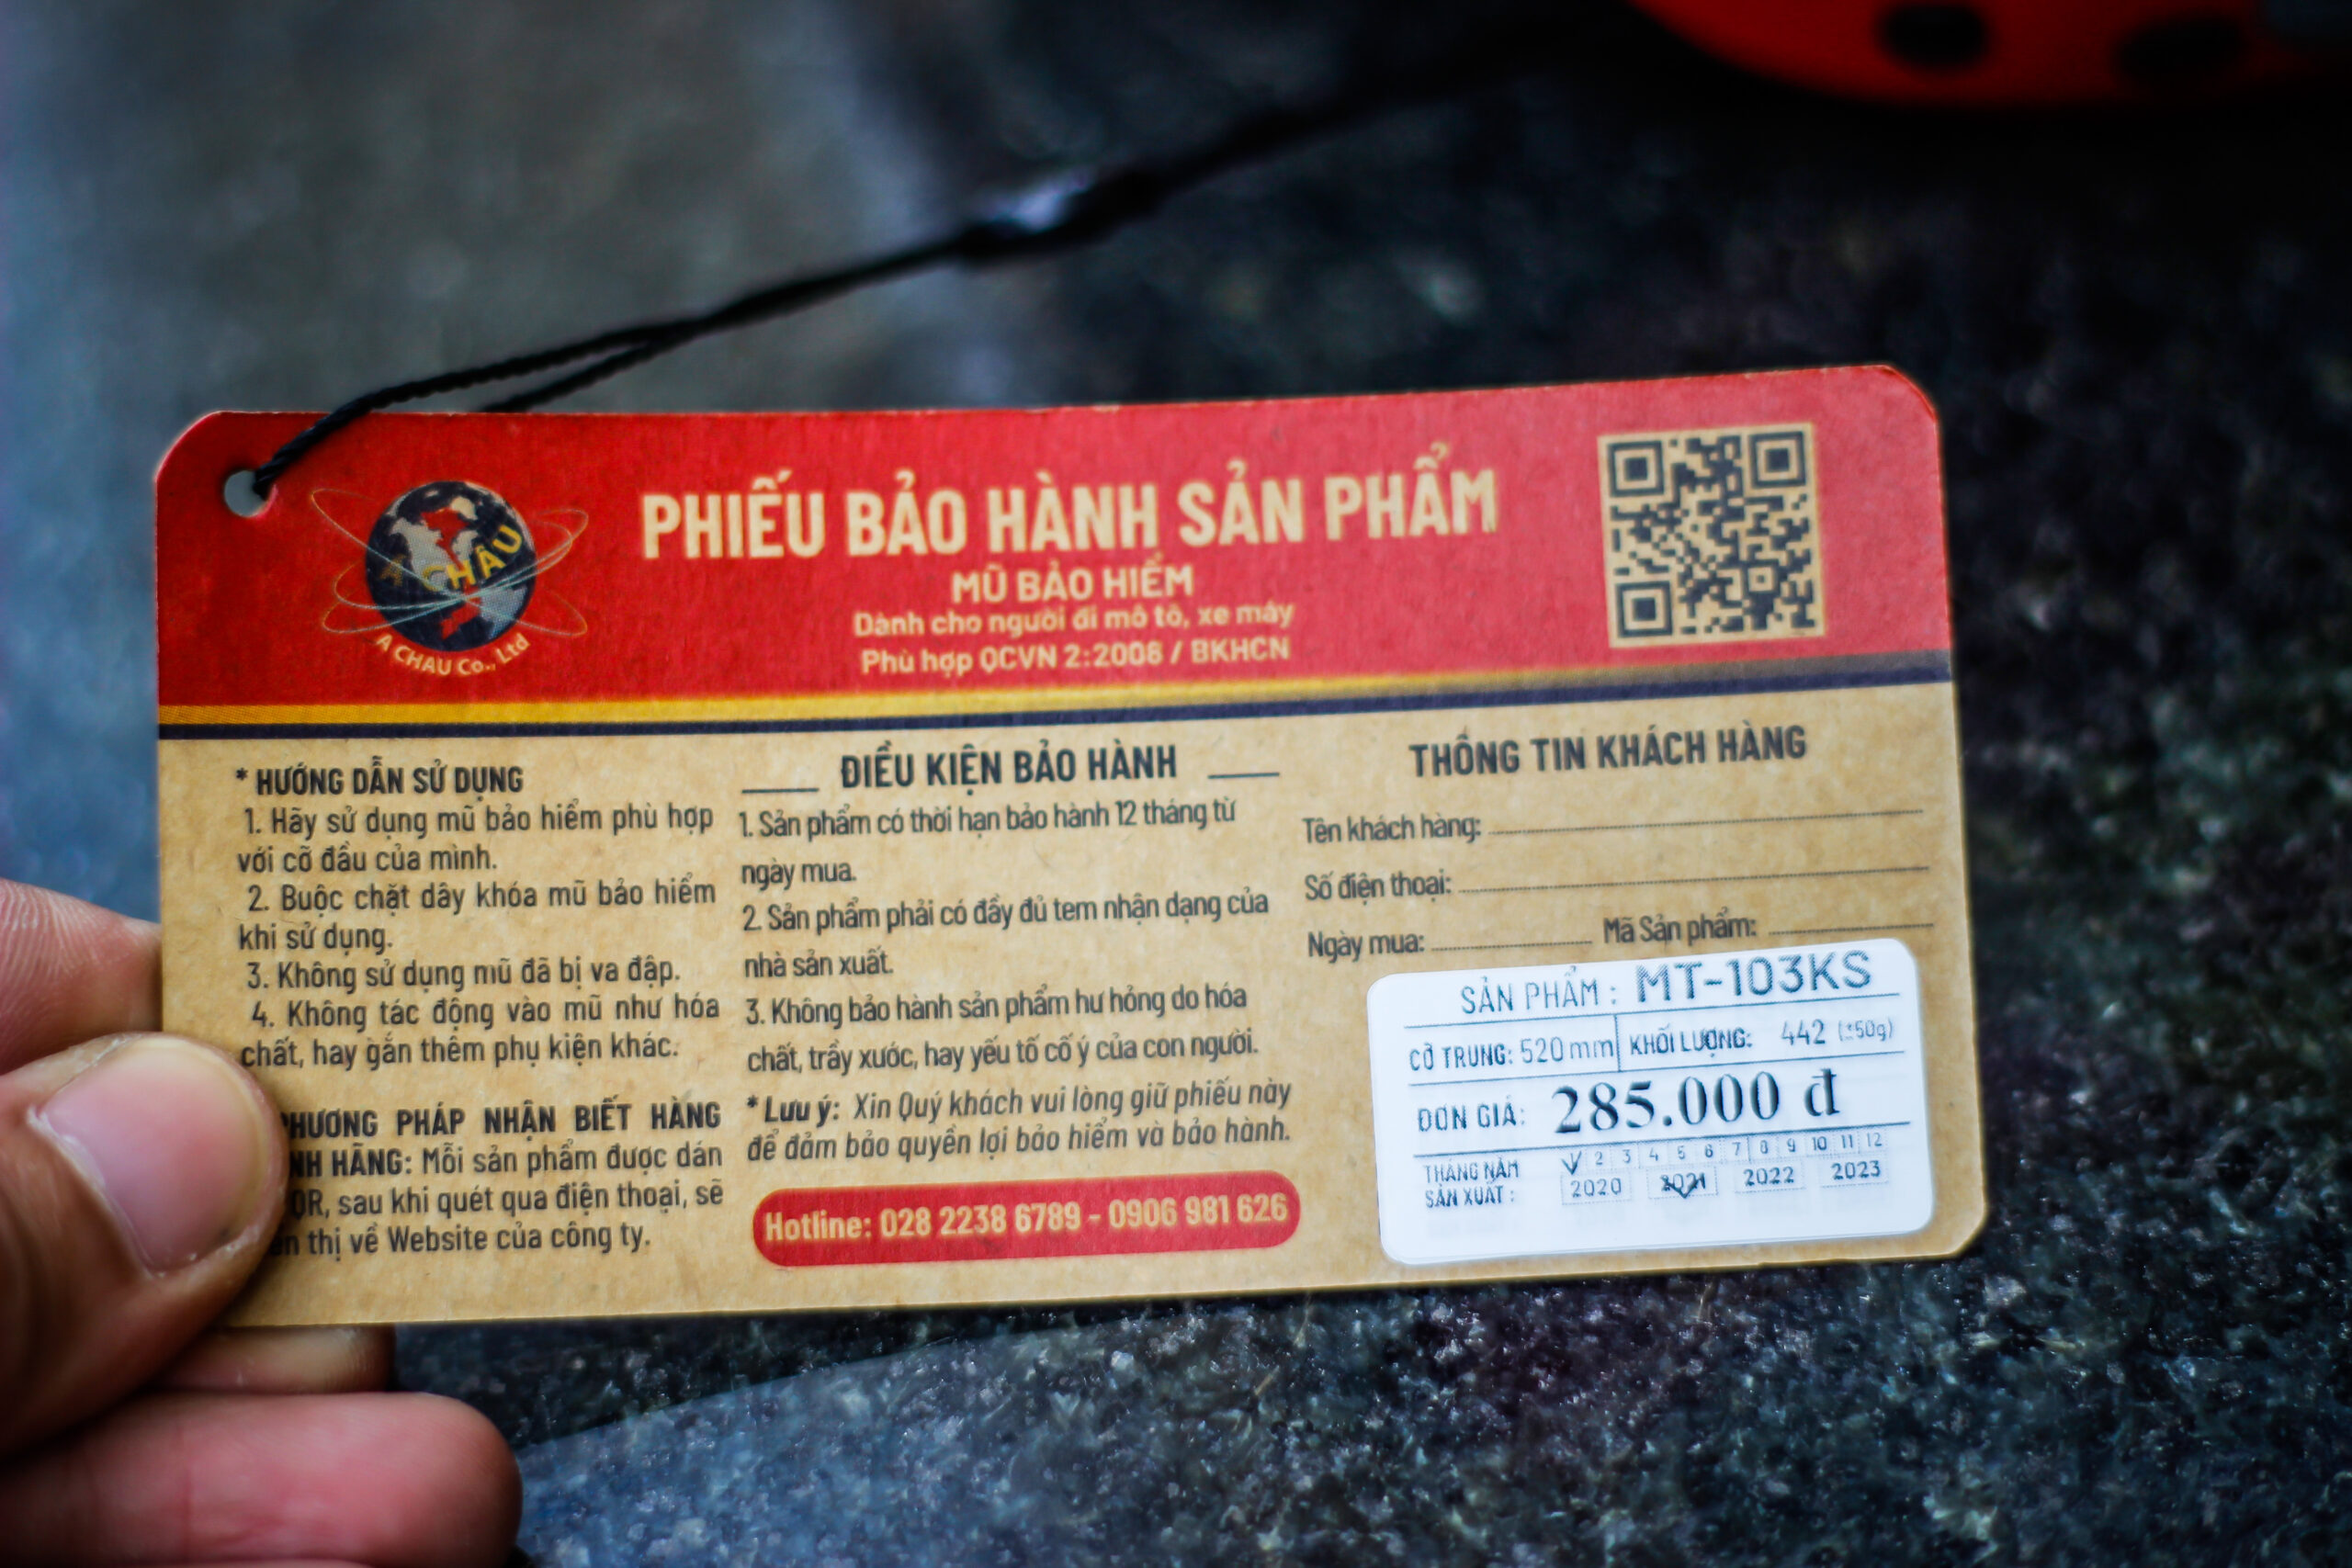 CHÂU
A CHAU Co., Ltd
PHIẾU BẢO HÀNH SẢN PHẨM
MŨ BẢO HIỂM
Dành cho người đi mô tô, xe máy
Phù hợp QCVN 2:2008 / BKHCN
* HƯỚNG DẪN SỬ DỤNG
1. Hãy sử dụng mũ bảo hiểm phù hợp
với cỡ đầu của mình.
2. Buộc chặt dây khóa mũ bảo hiểm
khi sử dụng.
3. Không sử dụng mũ đã bị va đập.
4. Không tác động vào mũ như hóa
chất, hay gắn thêm phụ kiện khác.
PHƯƠNG PHÁP NHẬN BIẾT HÀNG
NH HÃNG: Mỗi sản phẩm được dán
QR, sau khi quét qua điện thoại, sẽ
thị về Website của công ty.
ĐIỀU KIỆN BẢO HÀNH
1. Sản phẩm có thời hạn bảo hành 12 tháng từ
ngày mua.
2. Sản phẩm phải có đầy đủ tem nhận dạng của
nhà sản xuất.
3. Không bảo hành sản phẩm hư hỏng do hóa
chất, trầy xước, hay yếu tố cố ý của con người.
* Lưu ý: Xin Quý khách vui lòng giữ phiếu này
để đảm bảo quyền lợi bảo hiểm và bảo hành.
Hotline: 028 2238 6789 - 0906 981 626
THÔNG TIN KHÁCH HÀNG
Tên khách hàng:
Số điện thoại:
Ngày mua: Mã Sản phẩm:
SẢN PHẨM : MT-103KS
CỠ TRUNG: 520mm KHỐI LƯỢNG: 442 (±50g)
ĐƠN GIÁ: 285.000 đ
THÁNG NĂM 2 3 4 5 6 7 8 9 10 11 12
SẢN XUẤT : 2020 2021 2022 2023